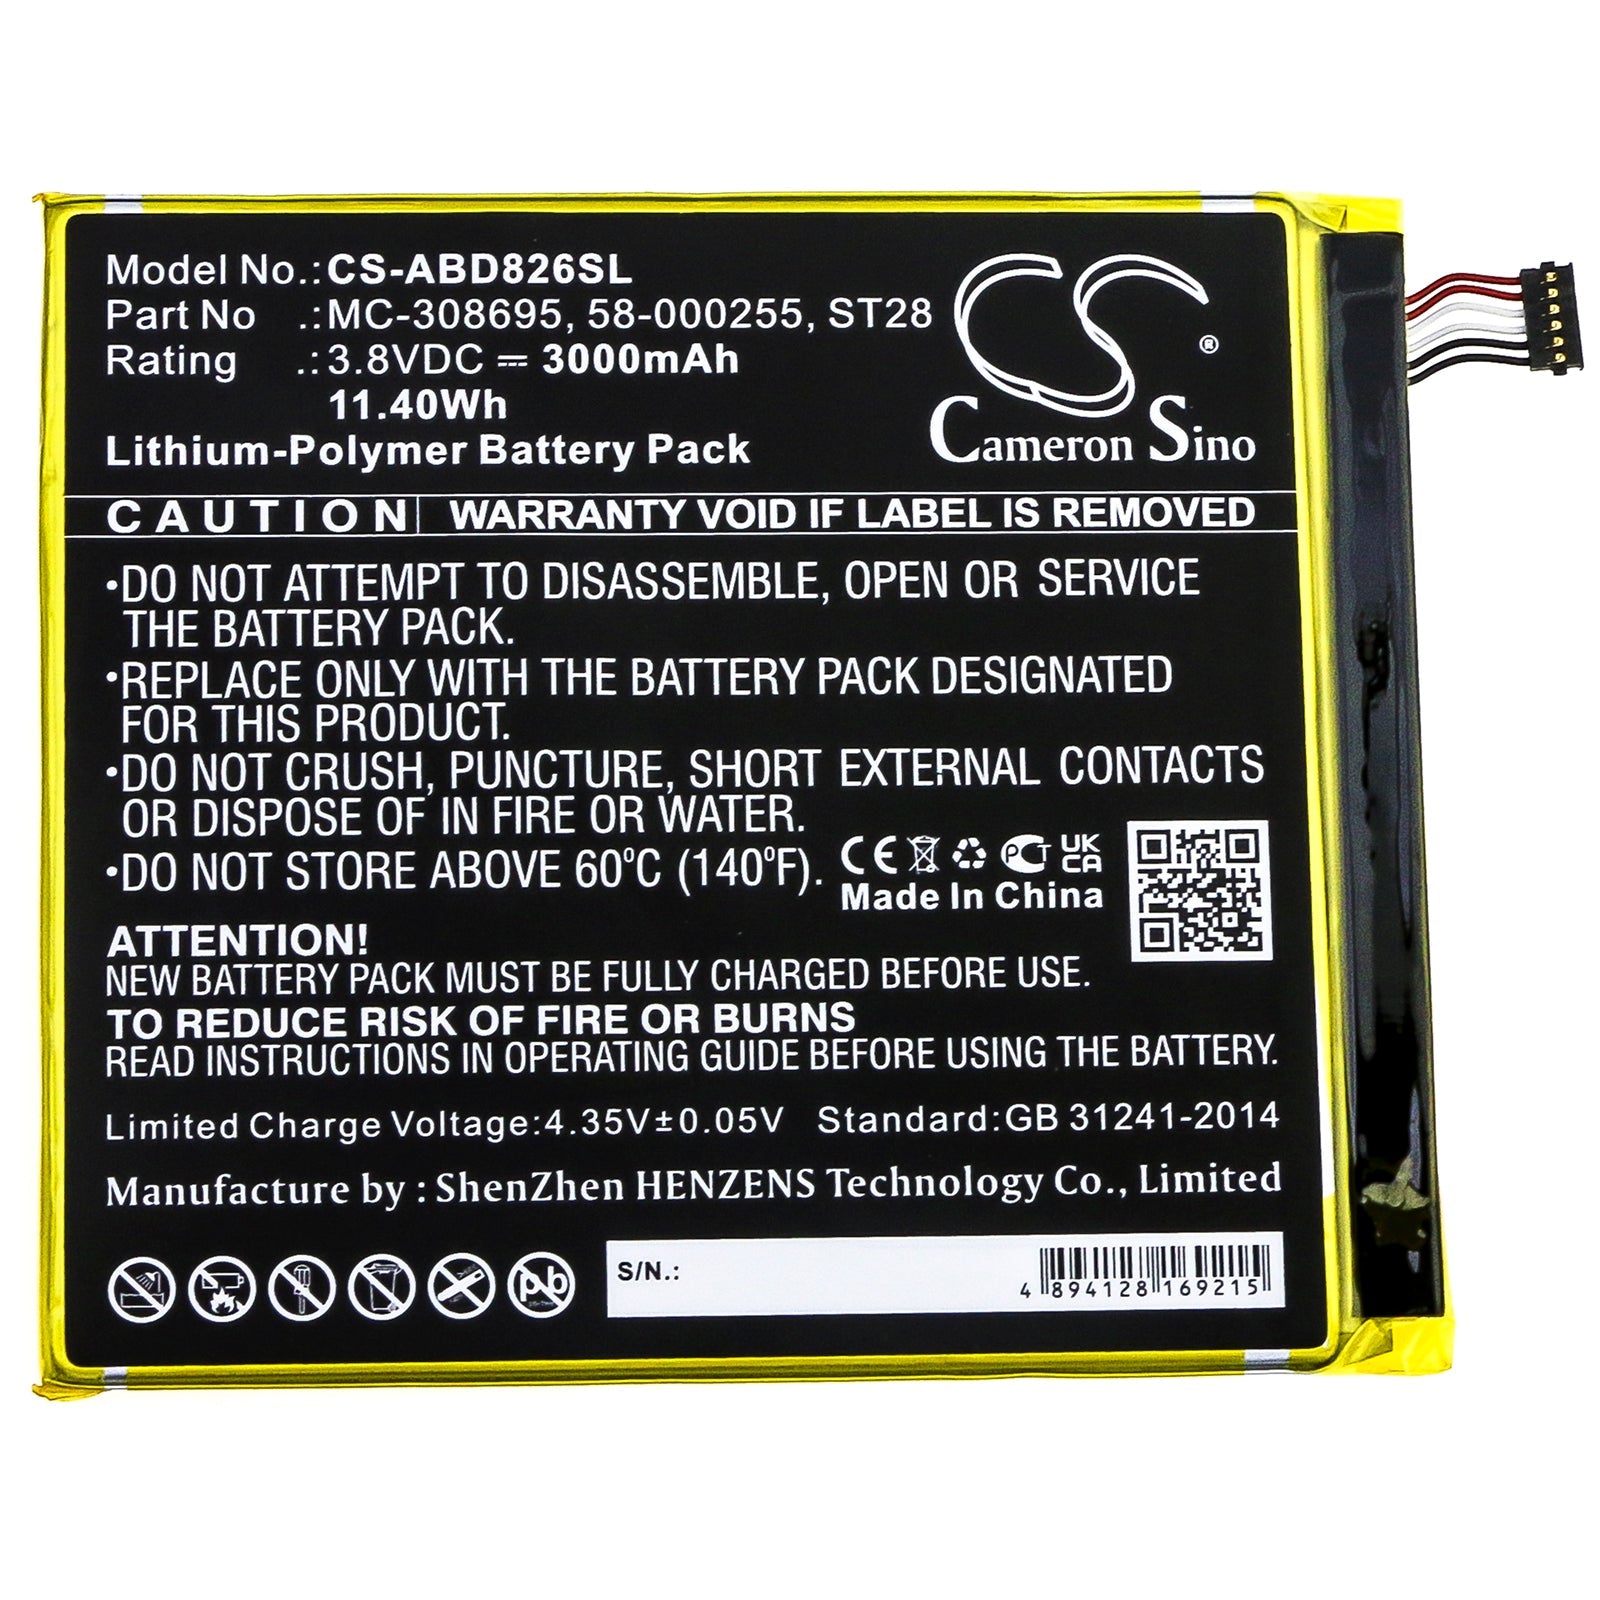 Model No.:CS-ABD826SL
Part No .:MC-308695, 58-000255, ST28
Rating .:3.8VDC ⎓ 3000mAh
11.40Wh
Lithium-Polymer Battery Pack
®
Cameron Sino
CAUTION WARRANTY VOID IF LABEL IS REMOVED
•DO NOT ATTEMPT TO DISASSEMBLE, OPEN OR SERVICE
THE BATTERY PACK.
•REPLACE ONLY WITH THE BATTERY PACK DESIGNATED
FOR THIS PRODUCT.
•DO NOT CRUSH, PUNCTURE, SHORT EXTERNAL CONTACTS
OR DISPOSE OF IN FIRE OR WATER.
•DO NOT STORE ABOVE 60°C (140°F).
CE PCT UK
CA
Made In China
ATTENTION!
NEW BATTERY PACK MUST BE FULLY CHARGED BEFORE USE.
TO REDUCE RISK OF FIRE OR BURNS
READ INSTRUCTIONS IN OPERATING GUIDE BEFORE USING THE BATTERY.
Limited Charge Voltage:4.35V±0.05V Standard:GB 31241-2014
Manufacture by : ShenZhen HENZENS Technology Co., Limited
pb
S/N.:
4 894128 169215